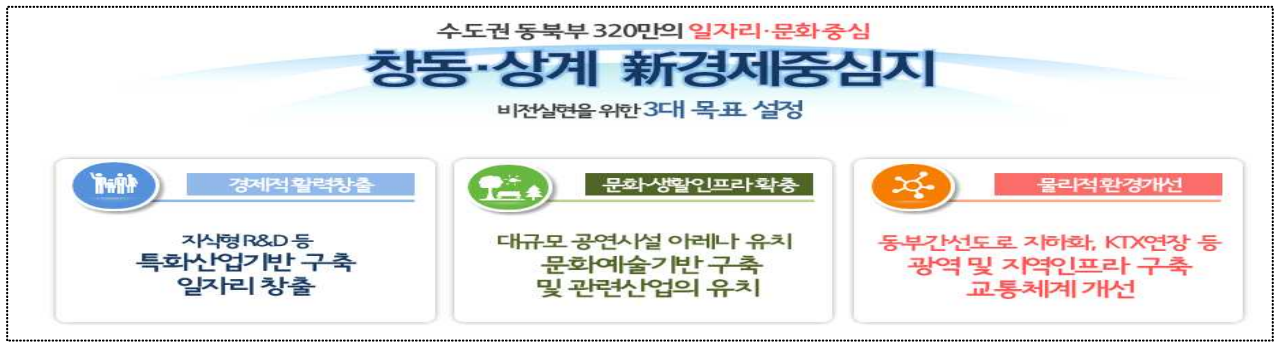 수도권 동북부 320만의 일자리·문화중심
창동·상계 新경제중심지
비전실현을 위한 3대 목표 설정
경제적 활력창출
지식형 R&D 등
특화산업기반 구축
일자리 창출
문화·생활인프라 확충
대규모 공연시설 아레나 유치
문화예술기반 구축
및 관련산업의 유치
물리적 환경개선
동부간선도로 지하화, KTX연장 등
광역 및 지역인프라 구축
교통체계 개선